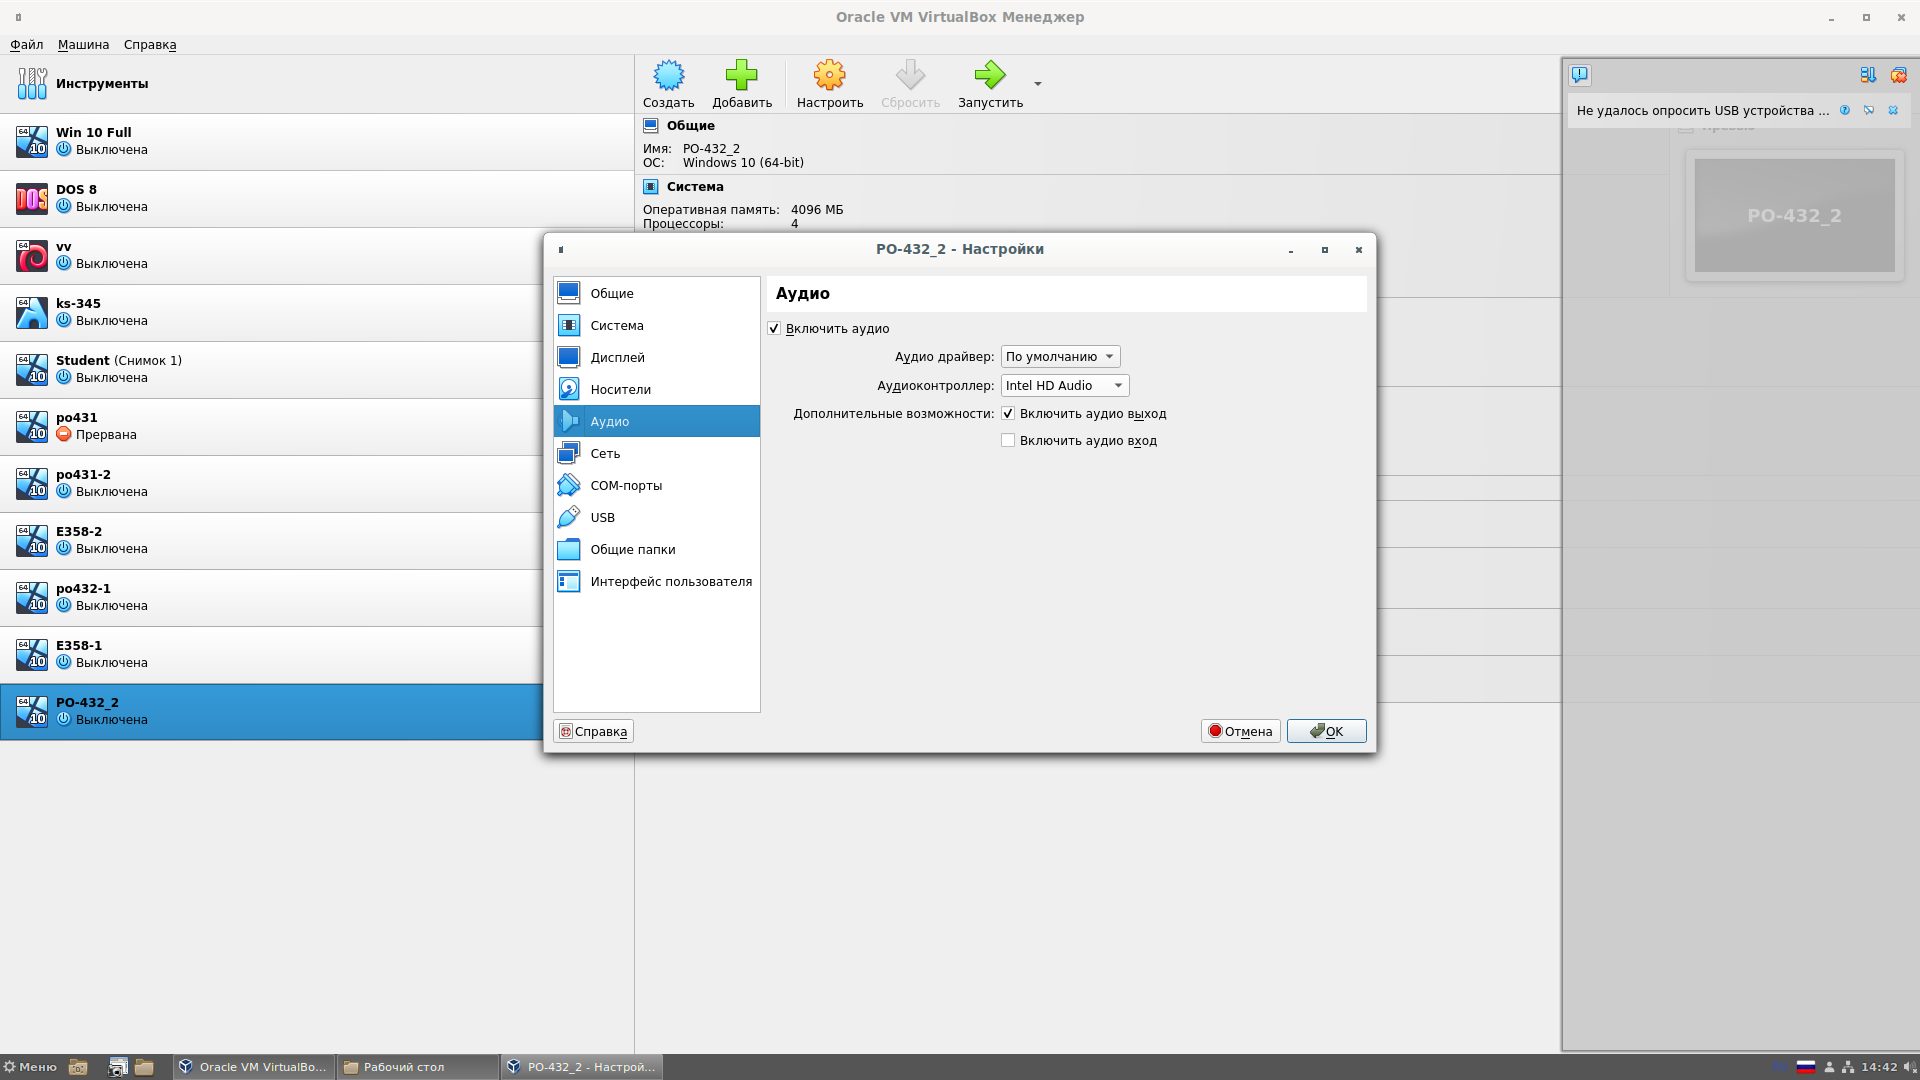 Oracle VM VirtualBox Менеджер
Файл Машина Справка
Инструменты
Win 10 Full
Выключена
DOS 8
Выключена
vv
Выключена
ks-345
Выключена
Student (Снимок 1)
Выключена
po431
Прервана
po431-2
Выключена
E358-2
Выключена
po432-1
Выключена
E358-1
Выключена
PO-432_2
Выключена
Создать Добавить Настроить Сбросить Запустить
Общие
Имя: PO-432_2
ОС: Windows 10 (64-bit)
Система
Оперативная память: 4096 МБ
Процессоры: 4
Не удалось опросить USB устройства ...
Превью
PO-432_2
PO-432_2 - Настройки
Общие
Система
Дисплей
Носители
Аудио
Сеть
COM-порты
USB
Общие папки
Интерфейс пользователя
Аудио
Включить аудио
Аудио драйвер: По умолчанию
Аудиоконтроллер: Intel HD Audio
Дополнительные возможности: Включить аудио выход
Включить аудио вход
Справка
Отмена OK
Меню
Oracle VM VirtualBo...
Рабочий стол
PO-432_2 - Настрой...
14:42